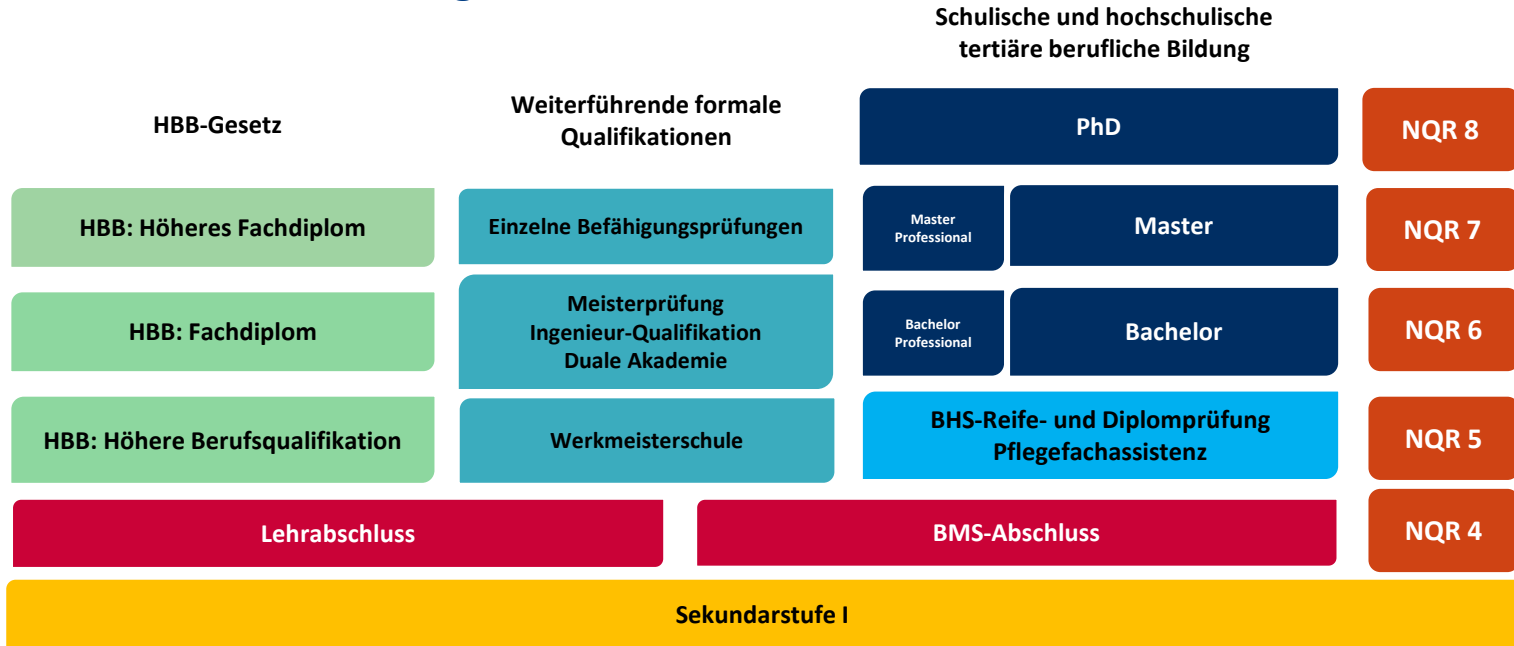 Schulische und hochschulische
tertiäre berufliche Bildung
HBB-Gesetz
Weiterführende formale
Qualifikationen
PhD
NQR 8
HBB: Höheres Fachdiplom
Einzelne Befähigungsprüfungen
Master
Professional
Master
NQR 7
HBB: Fachdiplom
Meisterprüfung
Ingenieur-Qualifikation
Duale Akademie
Bachelor
Professional
Bachelor
NQR 6
HBB: Höhere Berufsqualifikation
Werkmeisterschule
BHS-Reife- und Diplomprüfung
Pflegefachassistenz
NQR 5
Lehrabschluss
BMS-Abschluss
NQR 4
Sekundarstufe I